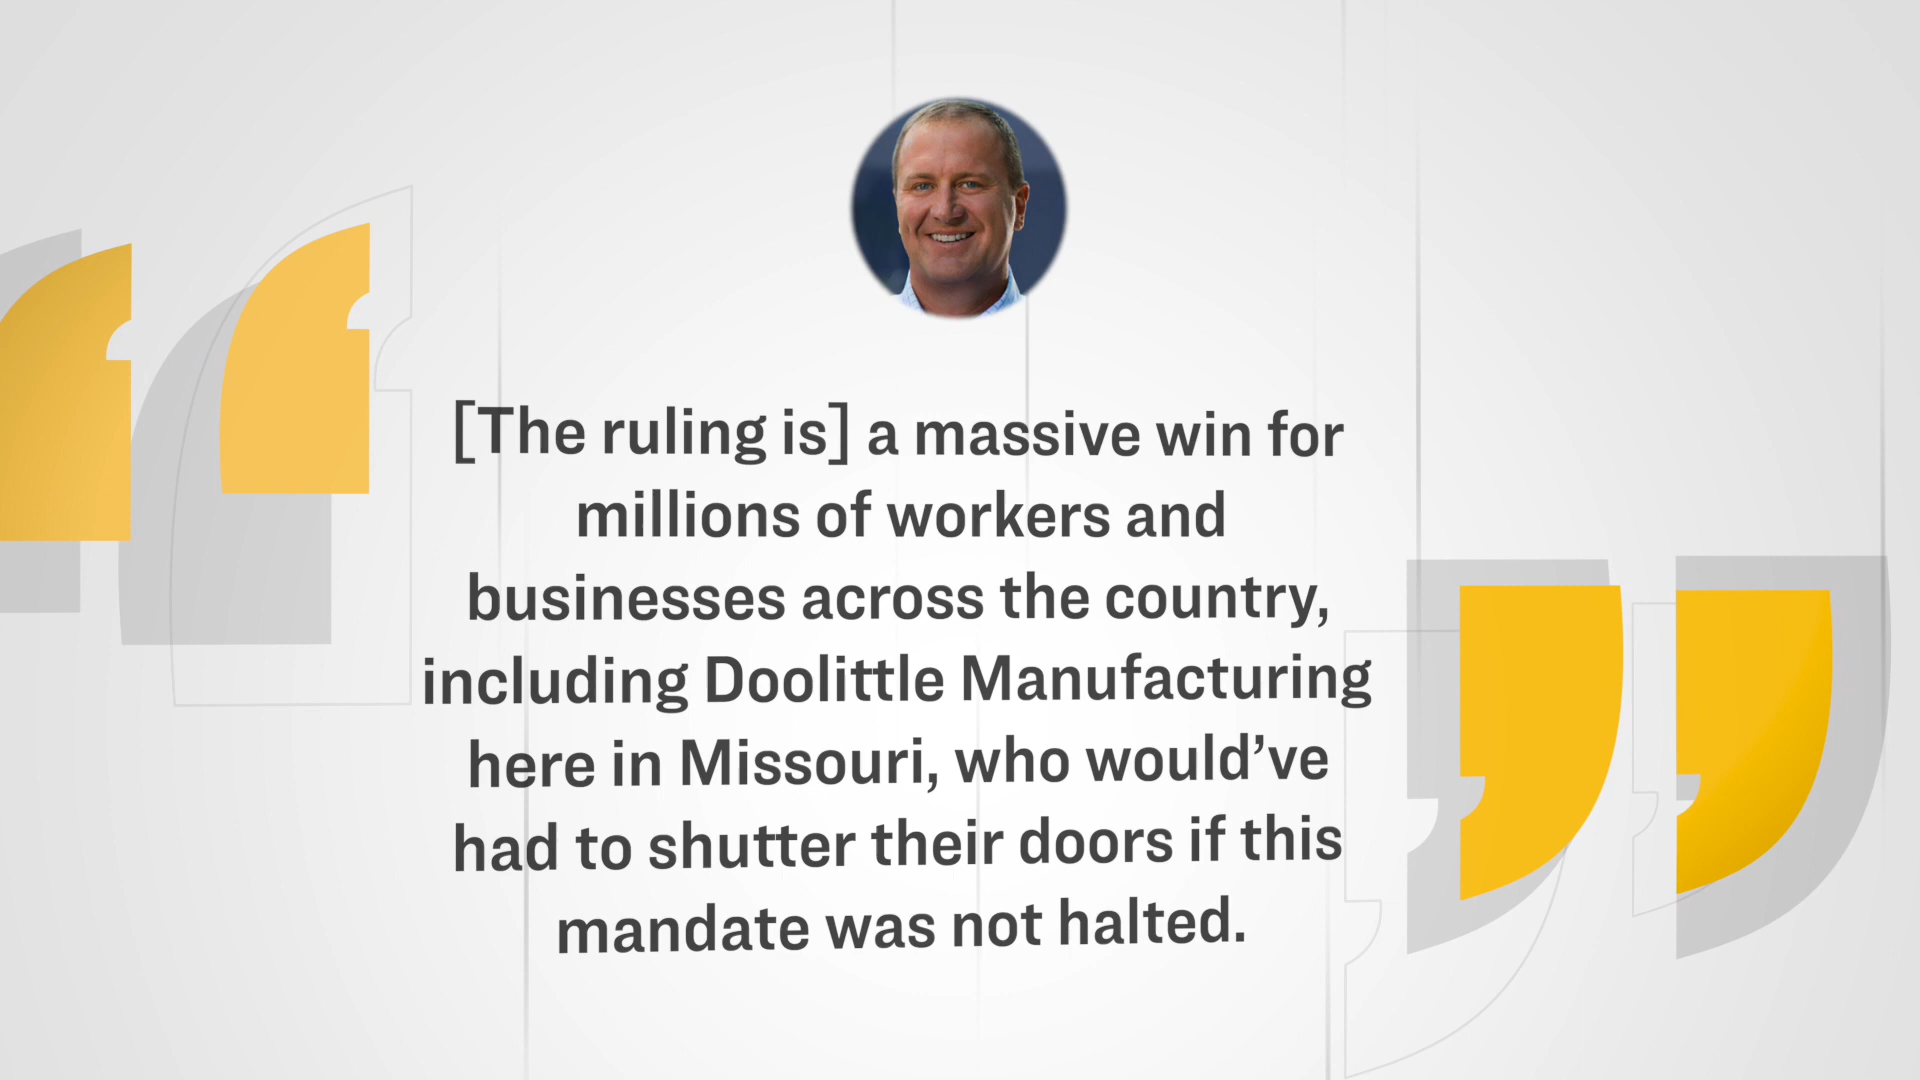 [The ruling is] a massive win for
millions of workers and
businesses across the country,
including Doolittle Manufacturing
here in Missouri, who would’ve
had to shutter their doors if this
mandate was not halted.